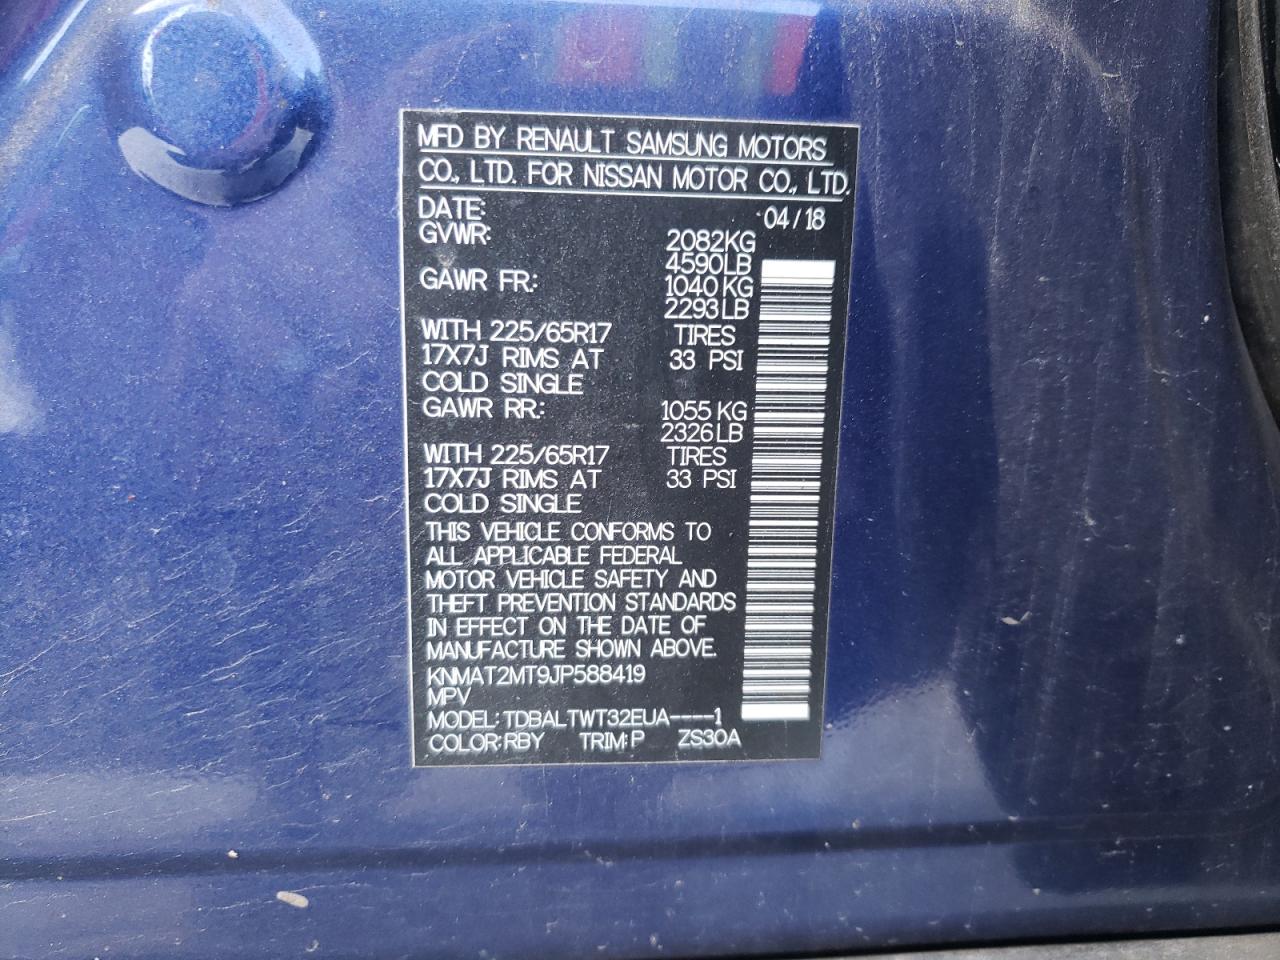 MFD BY RENAULT SAMSUNG MOTORS
CO., LTD. FOR NISSAN MOTOR CO., LTD.
DATE: 04/18
GVWR: 2082KG
4590LB
GAWR FR: 1040KG
2293LB
WITH 225/65R17 TIRES
17X7J RIMS AT 33 PSI
COLD SINGLE
GAWR RR: 1055KG
2326LB
WITH 225/65R17 TIRES
17X7J RIMS AT 33 PSI
COLD SINGLE
THIS VEHICLE CONFORMS TO
ALL APPLICABLE FEDERAL
MOTOR VEHICLE SAFETY AND
THEFT PREVENTION STANDARDS
IN EFFECT ON THE DATE OF
MANUFACTURE SHOWN ABOVE.
KNMAT2MT9JP588419
MPV
MODEL: TDBALTWT32EUA----1
COLOR:RBY TRIM:P ZS30A